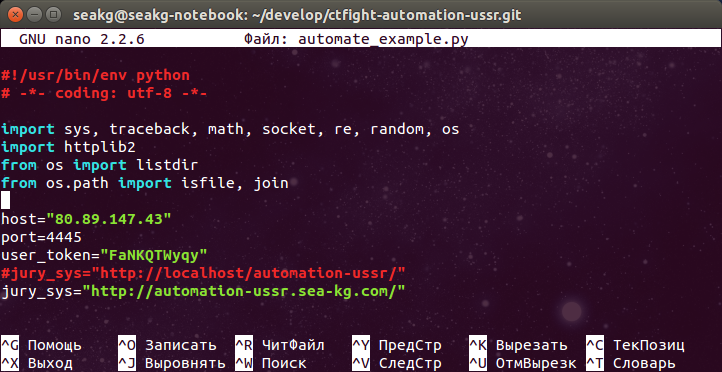 seakg@seakg-notebook: ~/develop/ctfight-automation-ussr.git
GNU nano 2.2.6 Файл: automate_example.py
#!/usr/bin/env python
# -*- coding: utf-8 -*-
import sys, traceback, math, socket, re, random, os
import httplib2
from os import listdir
from os.path import isfile, join
host="80.89.147.43"
port=4445
user_token="FaNKQTWyqy"
#jury_sys="http://localhost/automation-ussr/"
jury_sys="http://automation-ussr.sea-kg.com/"
^G Помощь ^O Записать ^R ЧитФайл ^Y ПредСтр ^K Вырезать ^C ТекПозиц
^X Выход ^J Выровнять ^W Поиск ^V СледСтр ^U ОтмВырезк ^T Словарь